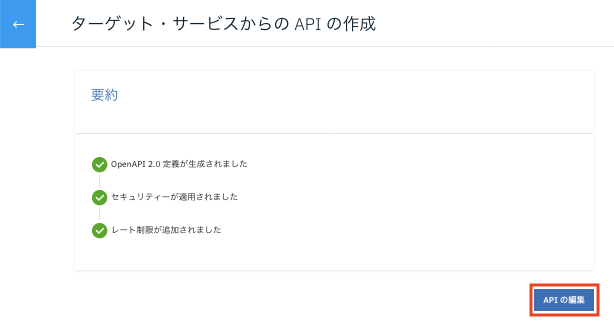 ターゲット・サービスからの API の作成
要約
OpenAPI 2.0 定義が生成されました
セキュリティーが適用されました
レート制限が追加されました
API の編集